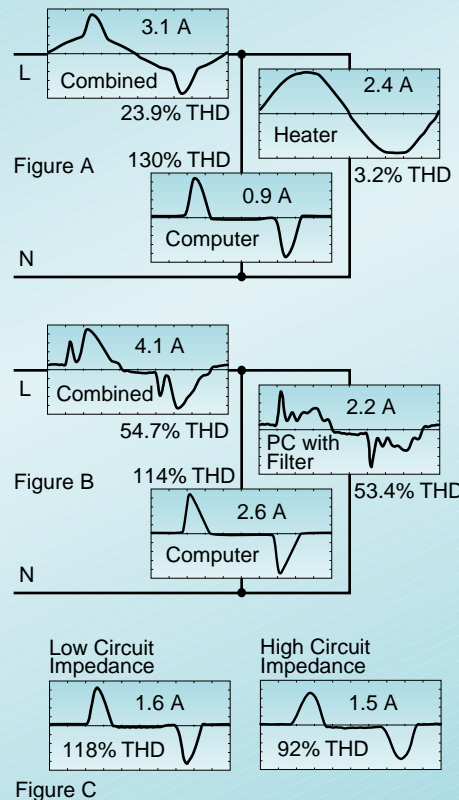 3.1 A
L
Combined
23.9% THD
2.4 A
Heater
3.2% THD
Figure A
130% THD
0.9 A
Computer
N
4.1 A
L
Combined
54.7% THD
2.2 A
PC with
Filter
53.4% THD
Figure B
114% THD
2.6 A
Computer
N
Low Circuit
Impedance
1.6 A
118% THD
High Circuit
Impedance
1.5 A
92% THD
Figure C